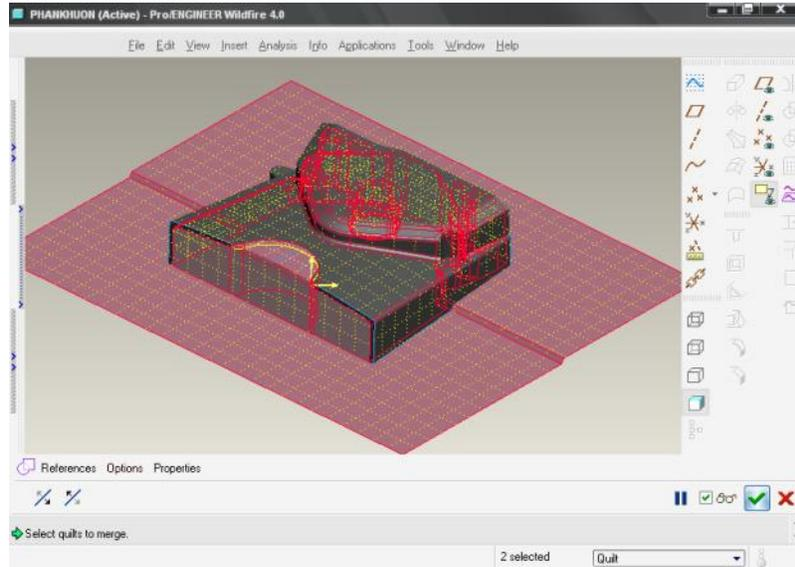 PHANKHUON (Active) - Pro/ENGINEER Wildfire 4.0
File Edit View Insert Analysis Info Applications Tools Window Help
References Options Properties
Select quilts to merge.
2 selected Quilt